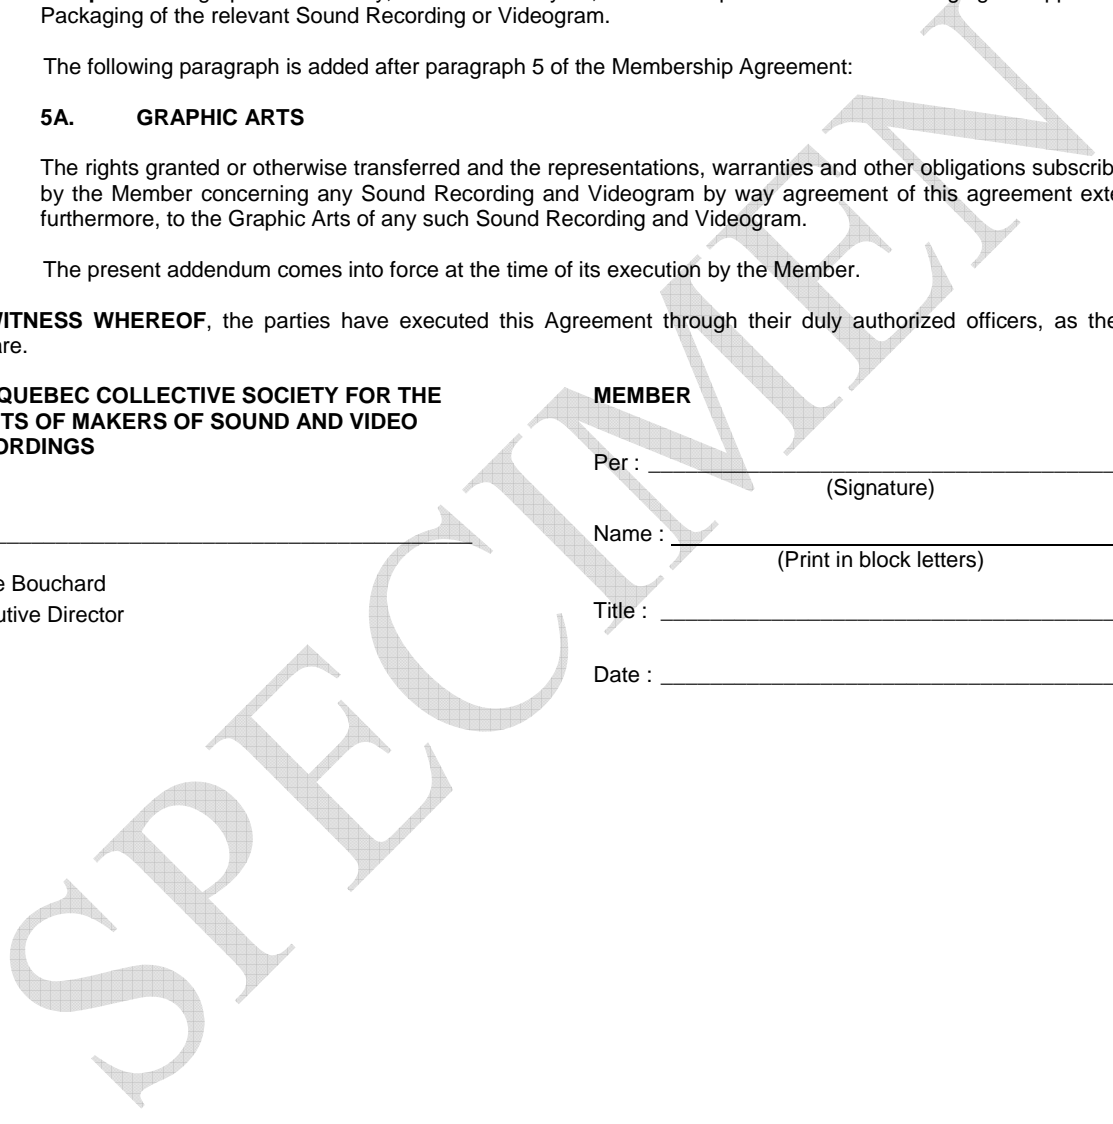 Packaging of the relevant Sound Recording or Videogram.
The following paragraph is added after paragraph 5 of the Membership Agreement:
5A. GRAPHIC ARTS
The rights granted or otherwise transferred and the representations, warranties and other obligations subscrib
by the Member concerning any Sound Recording and Videogram by way agreement of this agreement exte
furthermore, to the Graphic Arts of any such Sound Recording and Videogram.
The present addendum comes into force at the time of its execution by the Member.
WITNESS WHEREOF, the parties have executed this Agreement through their duly authorized officers, as the
are.
QUEBEC COLLECTIVE SOCIETY FOR THE
TS OF MAKERS OF SOUND AND VIDEO
ORDINGS
e Bouchard
utive Director
MEMBER
Per : ______________________________________
(Signature)
Name : ______________________________________
(Print in block letters)
Title : ______________________________________
Date : ______________________________________
SPECIMEN